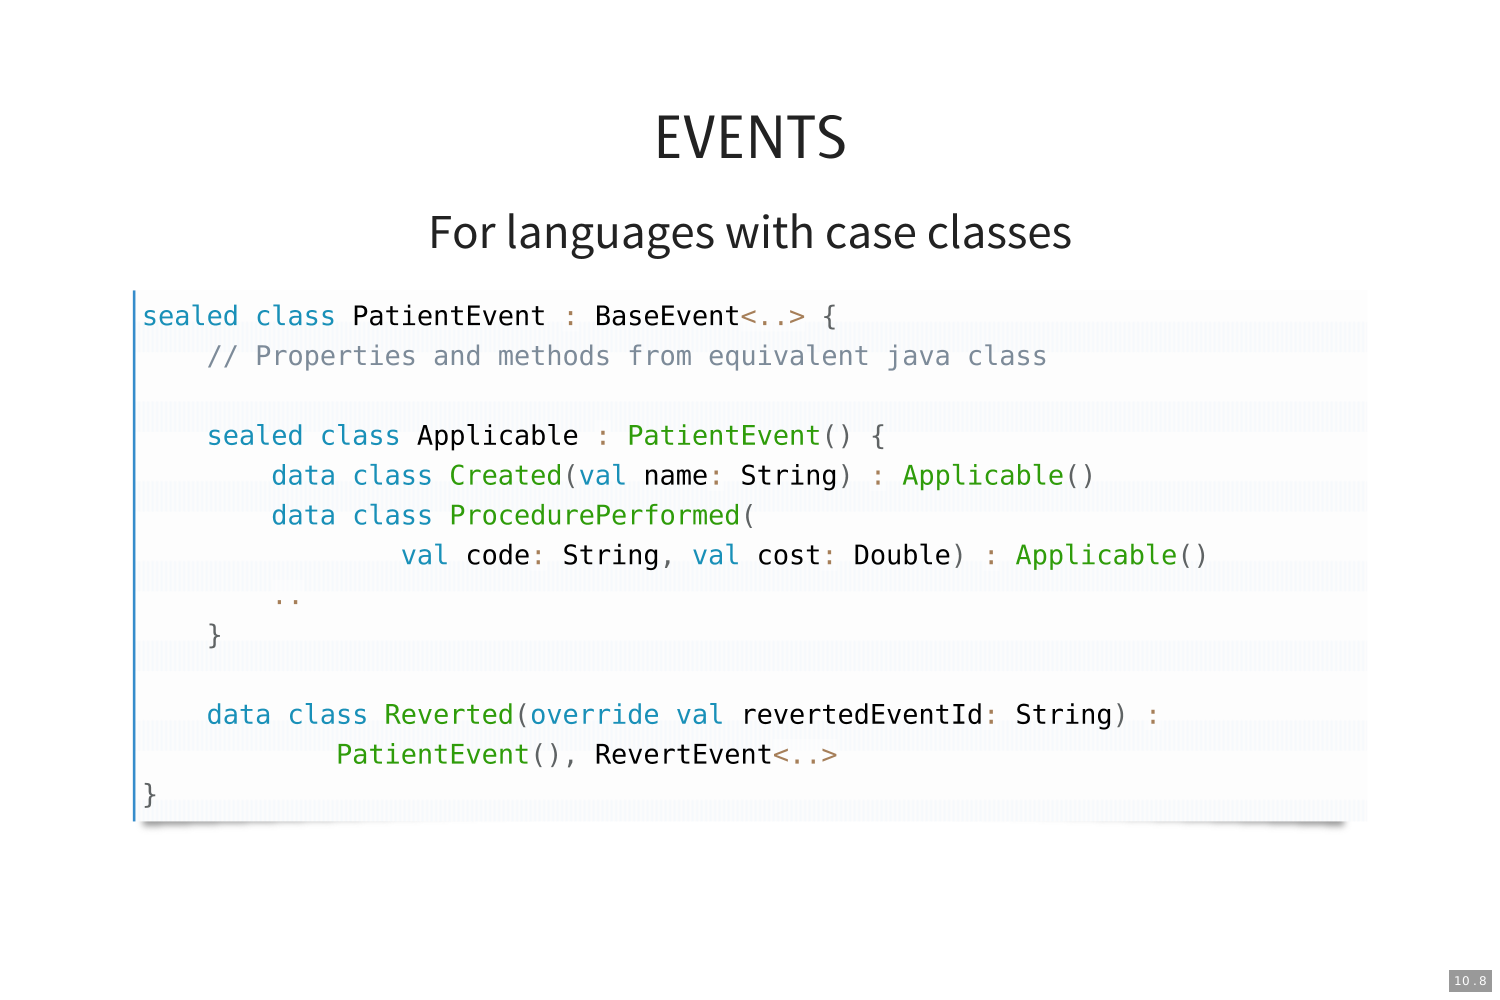 EVENTS
For languages with case classes
sealed class PatientEvent : BaseEvent<..> {
    // Properties and methods from equivalent java class

    sealed class Applicable : PatientEvent() {
        data class Created(val name: String) : Applicable()
        data class ProcedurePerformed(
                val code: String, val cost: Double) : Applicable()
        ..
    }

    data class Reverted(override val revertedEventId: String) :
            PatientEvent(), RevertEvent<..>
}
10.8